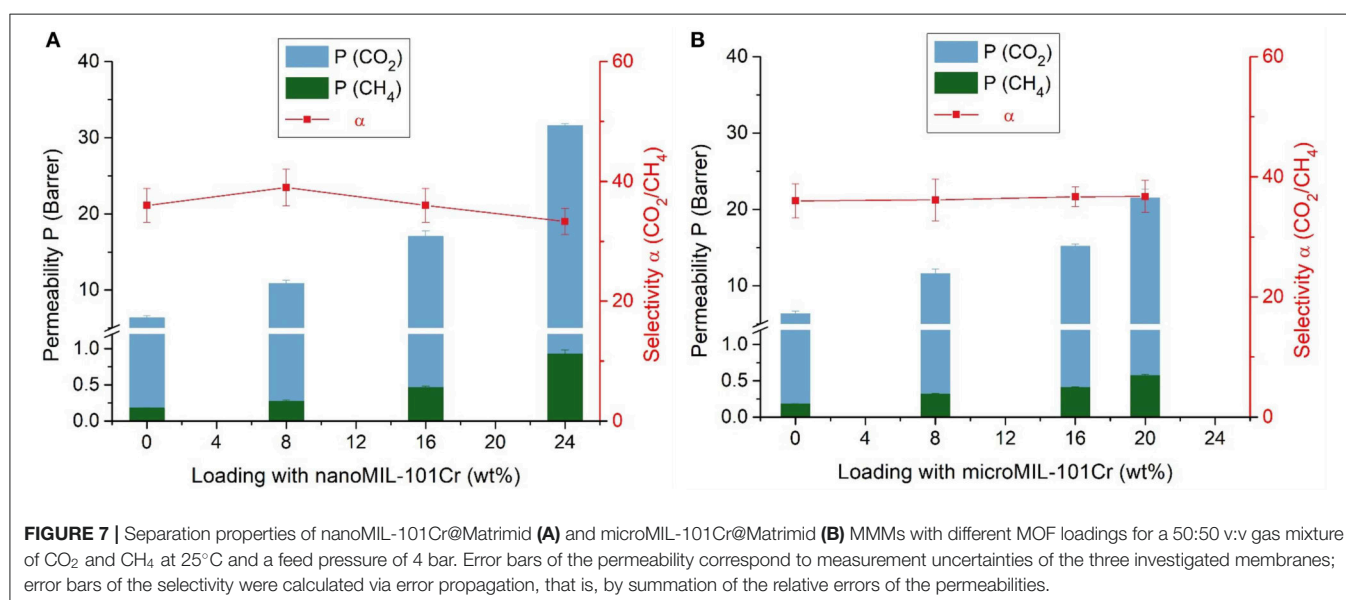 A
P (CO₂)
P (CH₄)
α
Permeability P (Barrer)
40
30
20
10
1.0
0.5
0.0
60
40
20
0
Selectivity α (CO₂/CH₄)
0 4 8 12 16 20 24
Loading with nanoMIL-101Cr (wt%)
B
P (CO₂)
P (CH₄)
α
Permeability P (Barrer)
40
30
20
10
1.0
0.5
0.0
60
40
20
0
Selectivity α (CO₂/CH₄)
0 4 8 12 16 20 24
Loading with microMIL-101Cr (wt%)
FIGURE 7 | Separation properties of nanoMIL-101Cr@Matrimid (A) and microMIL-101Cr@Matrimid (B) MMMs with different MOF loadings for a 50:50 v:v gas mixture
of CO₂ and CH₄ at 25°C and a feed pressure of 4 bar. Error bars of the permeability correspond to measurement uncertainties of the three investigated membranes;
error bars of the selectivity were calculated via error propagation, that is, by summation of the relative errors of the permeabilities.